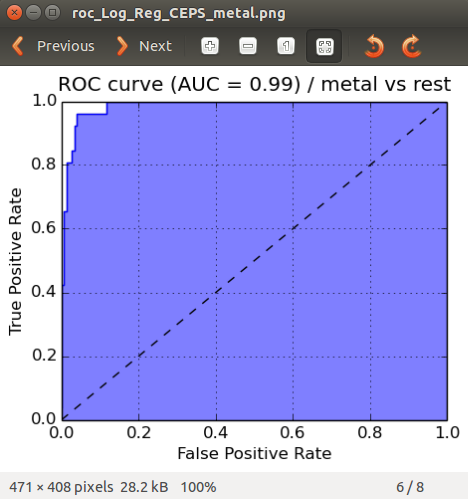 roc_Log_Reg_CEPS_metal.png
Previous Next
ROC curve (AUC = 0.99) / metal vs rest
1.0
0.8
0.6
0.4
0.2
0.0
True Positive Rate
0.0 0.2 0.4 0.6 0.8 1.0
False Positive Rate
471 × 408 pixels 28.2 kB 100% 6 / 8